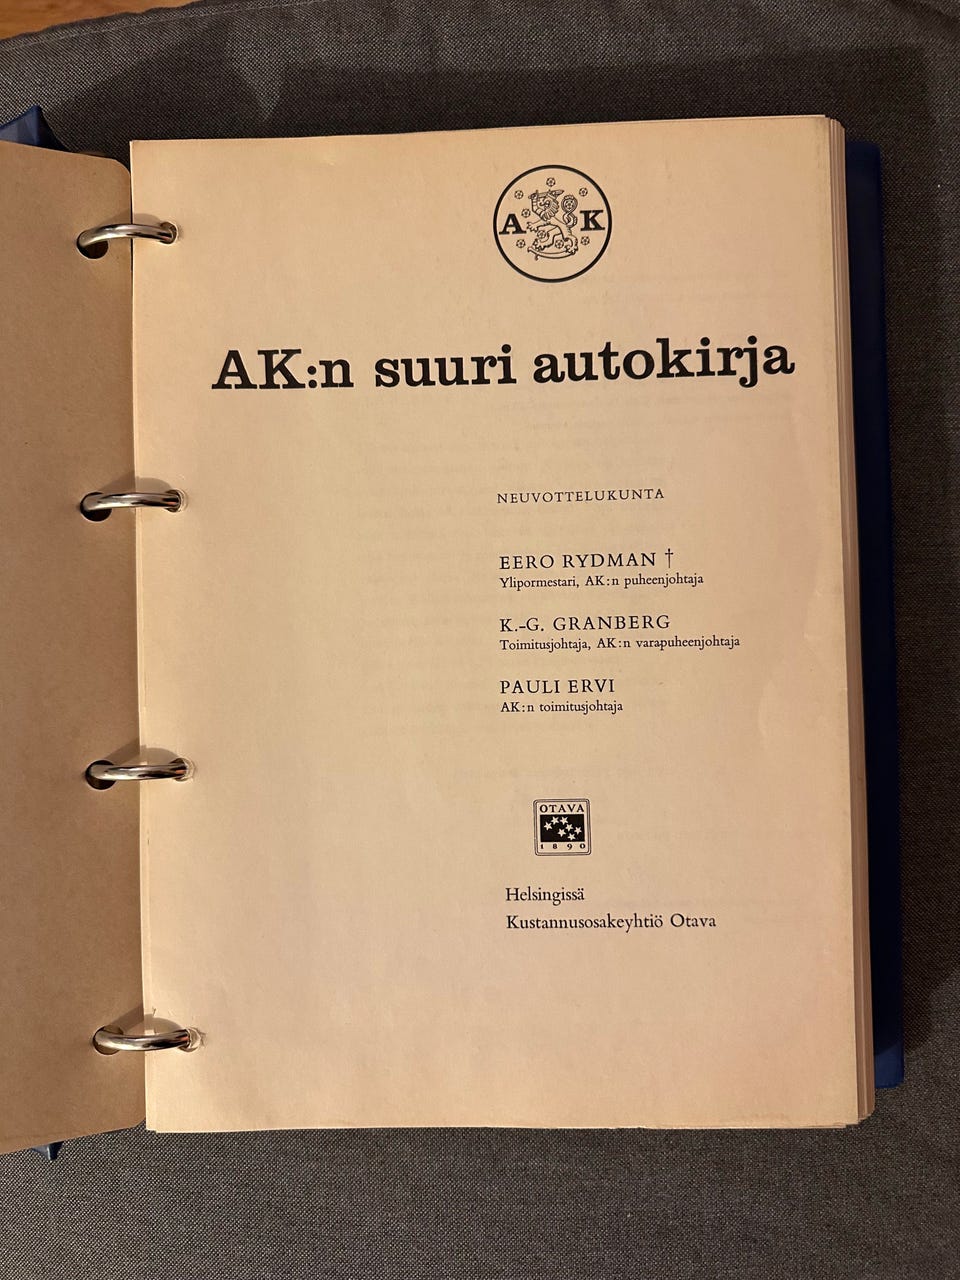 A K
AK:n suuri autokirja
NEUVOTTELUKUNTA
EERO RYDMAN †
Ylipormestari, AK:n puheenjohtaja
K.-G. GRANBERG
Toimitusjohtaja, AK:n varapuheenjohtaja
PAULI ERVI
AK:n toimitusjohtaja
OTAVA
1890
Helsingissä
Kustannusosakeyhtiö Otava